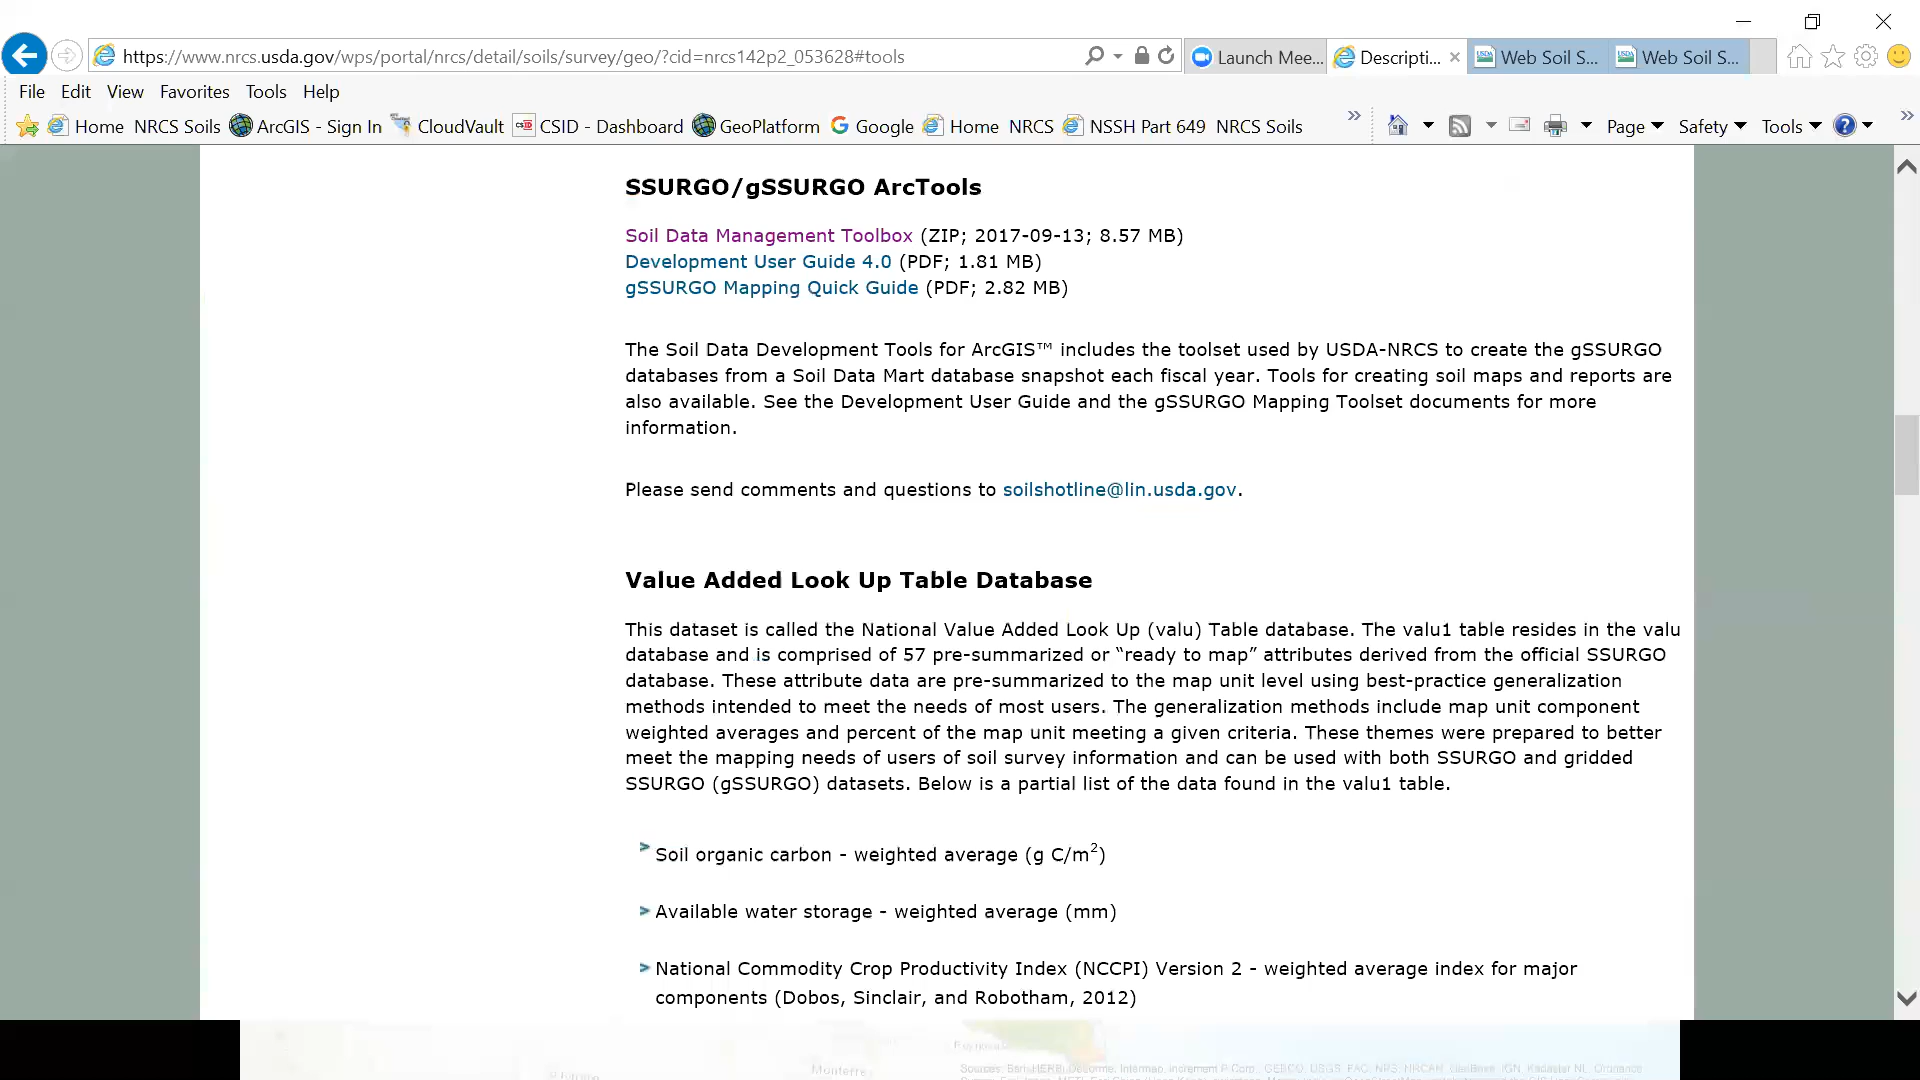 https://www.nrcs.usda.gov/wps/portal/nrcs/detail/soils/survey/geo/?cid=nrcs142p2_053628#tools
Launch Mee...
Descripti...
Web Soil S...
Web Soil S...
File Edit View Favorites Tools Help
Home NRCS Soils ArcGIS - Sign In CloudVault CSID - Dashboard GeoPlatform Google Home NRCS NSSH Part 649 NRCS Soils » Page Safety Tools »
SSURGO/gSSURGO ArcTools
Soil Data Management Toolbox (ZIP; 2017-09-13; 8.57 MB)
Development User Guide 4.0 (PDF; 1.81 MB)
gSSURGO Mapping Quick Guide (PDF; 2.82 MB)
The Soil Data Development Tools for ArcGIS™ includes the toolset used by USDA-NRCS to create the gSSURGO
databases from a Soil Data Mart database snapshot each fiscal year. Tools for creating soil maps and reports are
also available. See the Development User Guide and the gSSURGO Mapping Toolset documents for more
information.
Please send comments and questions to soilshotline@lin.usda.gov.
Value Added Look Up Table Database
This dataset is called the National Value Added Look Up (valu) Table database. The valu1 table resides in the valu
database and is comprised of 57 pre-summarized or “ready to map” attributes derived from the official SSURGO
database. These attribute data are pre-summarized to the map unit level using best-practice generalization
methods intended to meet the needs of most users. The generalization methods include map unit component
weighted averages and percent of the map unit meeting a given criteria. These themes were prepared to better
meet the mapping needs of users of soil survey information and can be used with both SSURGO and gridded
SSURGO (gSSURGO) datasets. Below is a partial list of the data found in the valu1 table.
Soil organic carbon - weighted average (g C/m²)
Available water storage - weighted average (mm)
National Commodity Crop Productivity Index (NCCPI) Version 2 - weighted average index for major
components (Dobos, Sinclair, and Robotham, 2012)